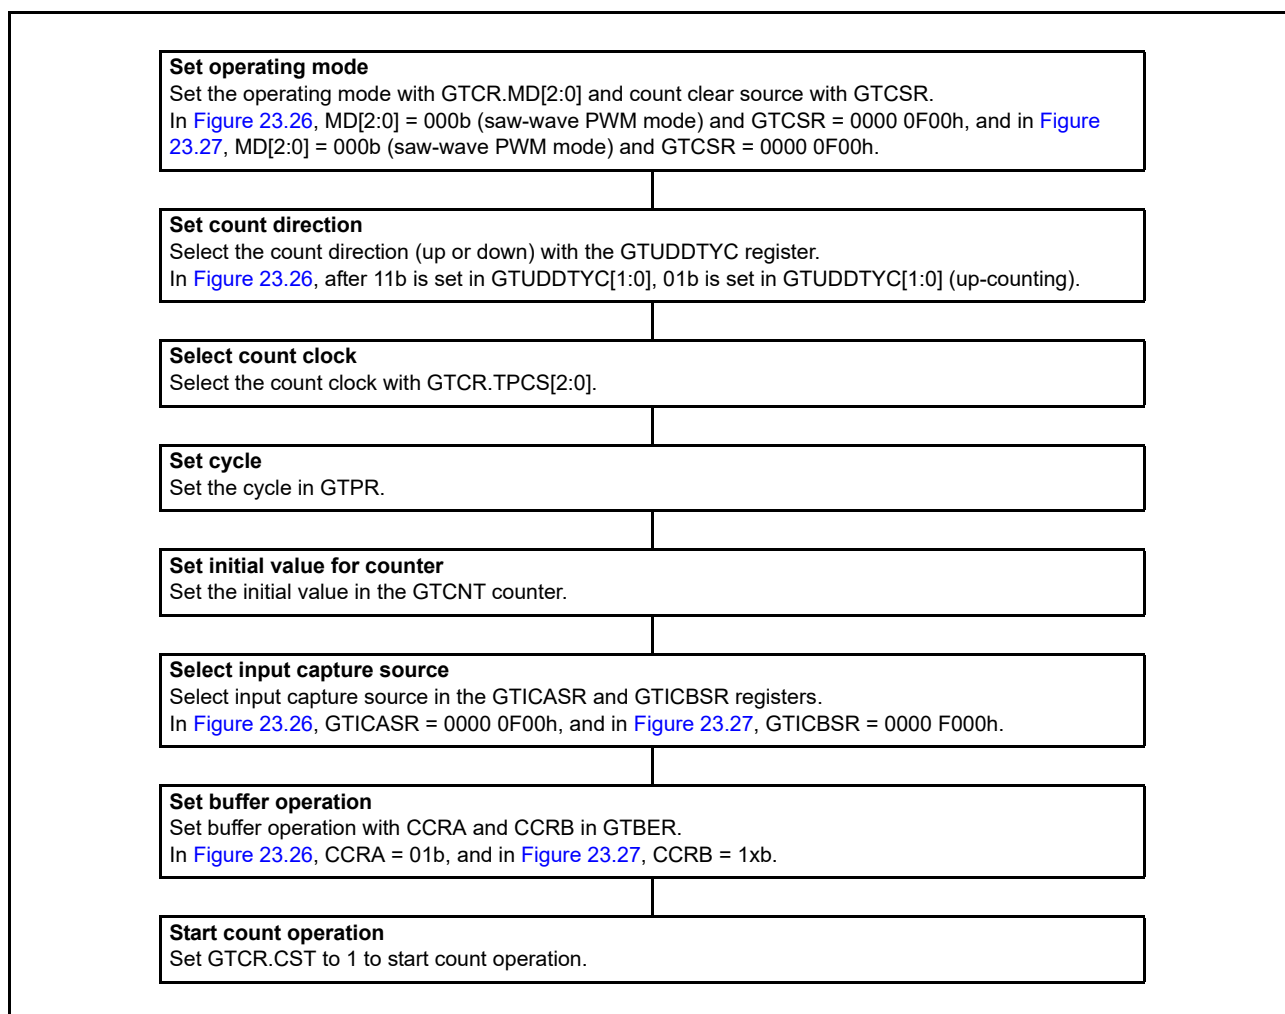 Set operating mode
Set the operating mode with GTCR.MD[2:0] and count clear source with GTCSR.
In Figure 23.26, MD[2:0] = 000b (saw-wave PWM mode) and GTCSR = 0000 0F00h, and in Figure
23.27, MD[2:0] = 000b (saw-wave PWM mode) and GTCSR = 0000 0F00h.
Set count direction
Select the count direction (up or down) with the GTUDDTYC register.
In Figure 23.26, after 11b is set in GTUDDTYC[1:0], 01b is set in GTUDDTYC[1:0] (up-counting).
Select count clock
Select the count clock with GTCR.TPCS[2:0].
Set cycle
Set the cycle in GTPR.
Set initial value for counter
Set the initial value in the GTCNT counter.
Select input capture source
Select input capture source in the GTICASR and GTICBSR registers.
In Figure 23.26, GTICASR = 0000 0F00h, and in Figure 23.27, GTICBSR = 0000 F000h.
Set buffer operation
Set buffer operation with CCRA and CCRB in GTBER.
In Figure 23.26, CCRA = 01b, and in Figure 23.27, CCRB = 1xb.
Start count operation
Set GTCR.CST to 1 to start count operation.